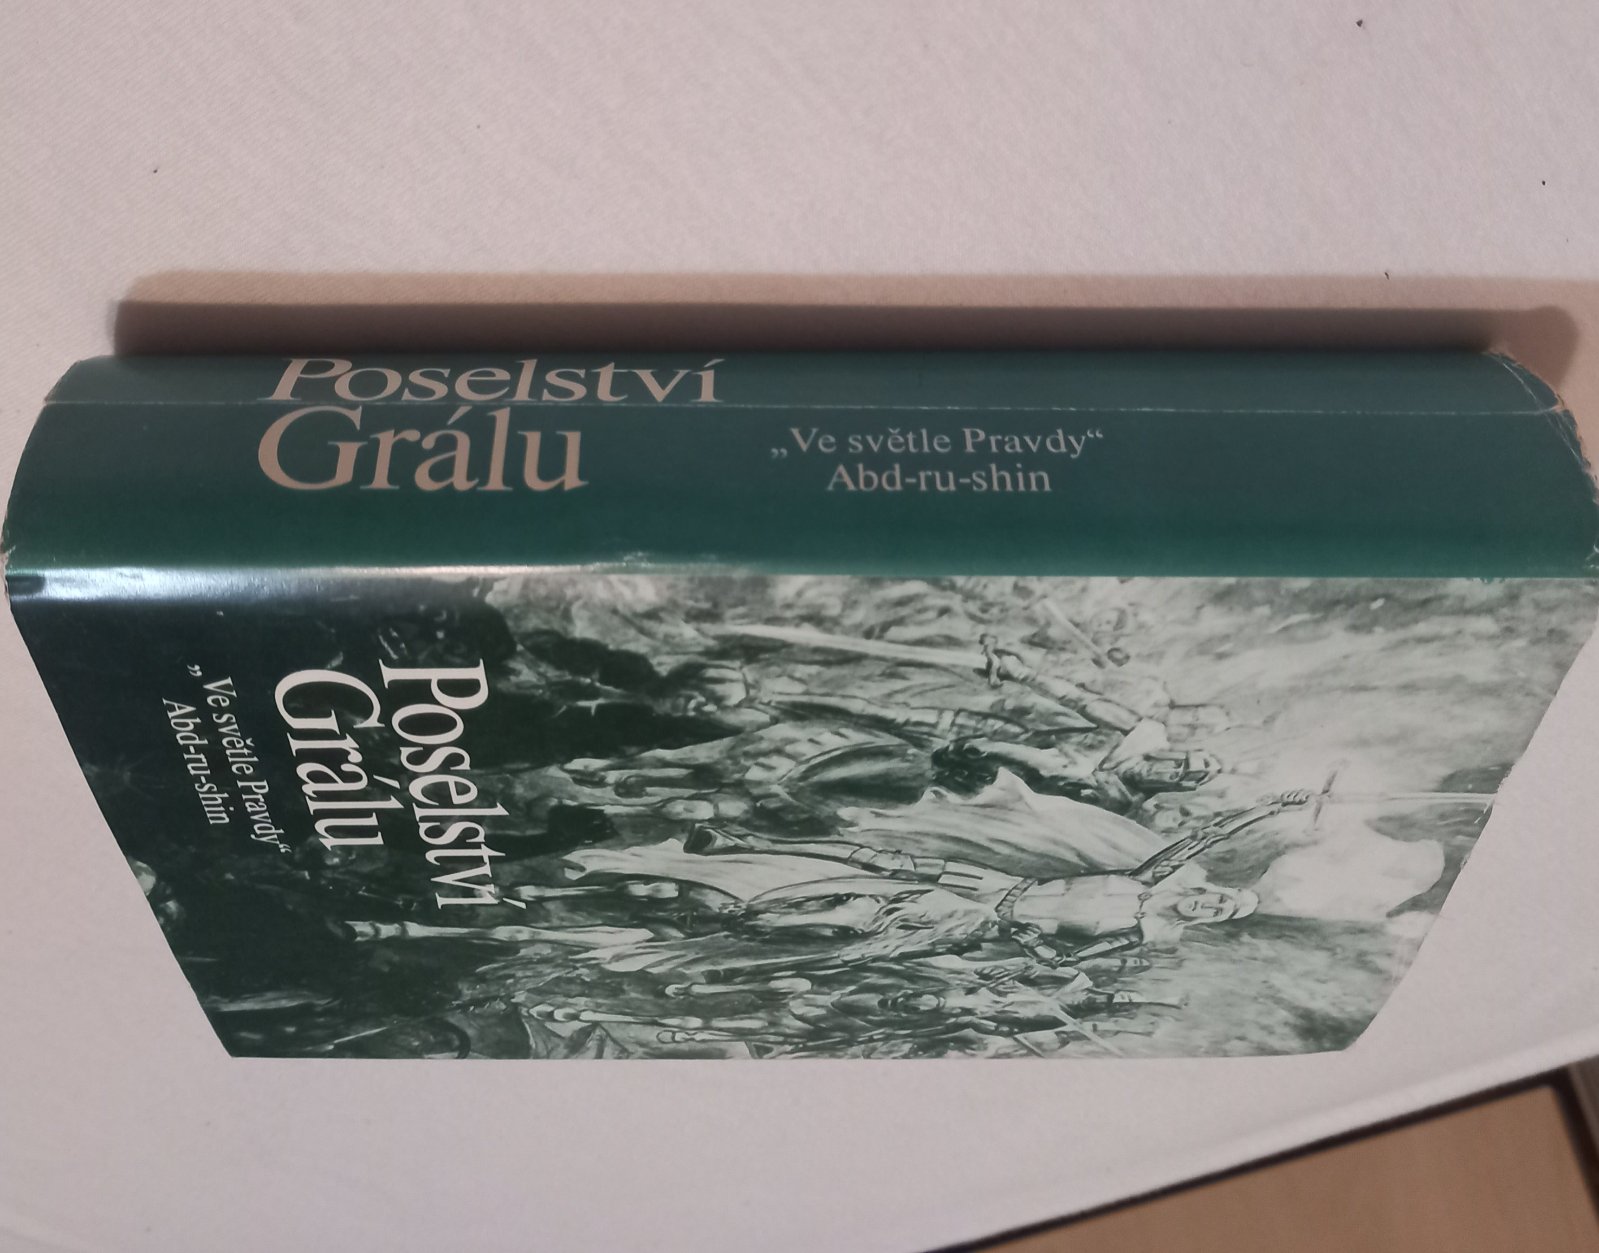 Poselství
Grálu
„Ve světle Pravdy“
Abd-ru-shin
Poselství
Grálu
„Ve světle Pravdy“
Abd-ru-shin